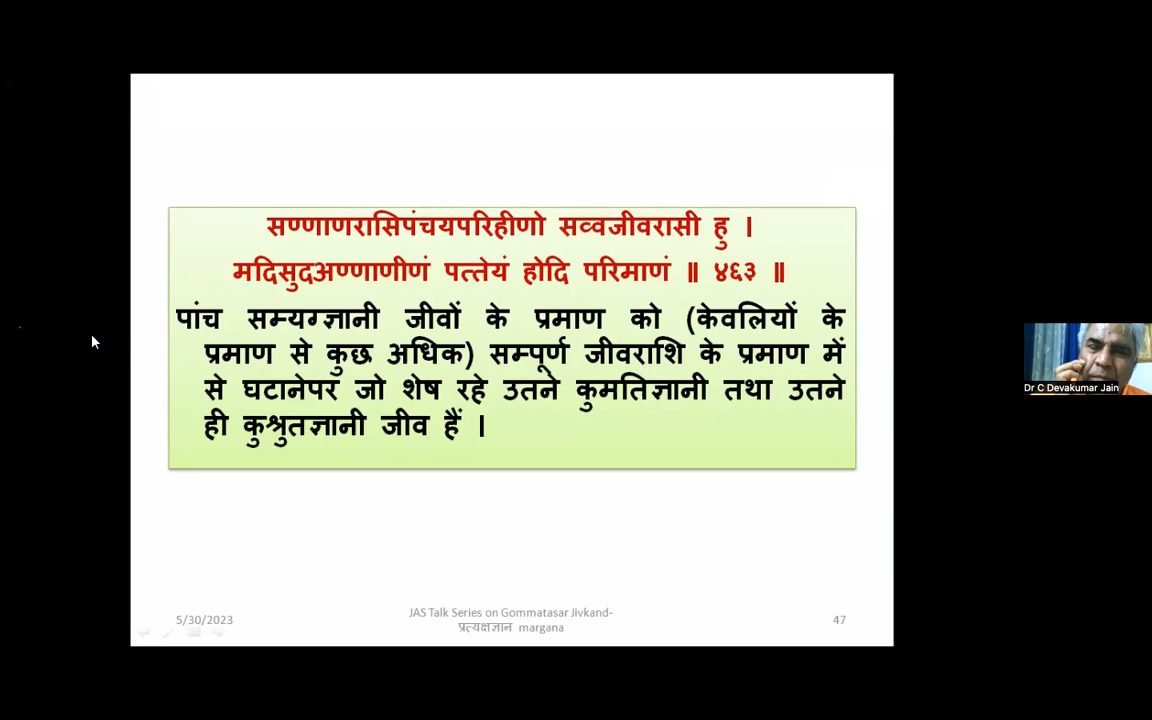 सण्णाणरासिपंचयपरिहीणो सव्वजीवरासी हु ।
मदिसुदअण्णाणीणं पत्तेयं होदि परिमाणं ॥ ४६३ ॥
पांच सम्यग्ज्ञानी जीवों के प्रमाण को (केवलियों के
प्रमाण से कुछ अधिक) सम्पूर्ण जीवराशि के प्रमाण में
से घटानेपर जो शेष रहे उतने कुमतिज्ञानी तथा उतने
ही कुश्रुतज्ञानी जीव हैं ।
Dr C Devakumar Jain
5/30/2023
JAS Talk Series on Gommatasar Jivkand-
प्रत्यक्षज्ञान margana
47